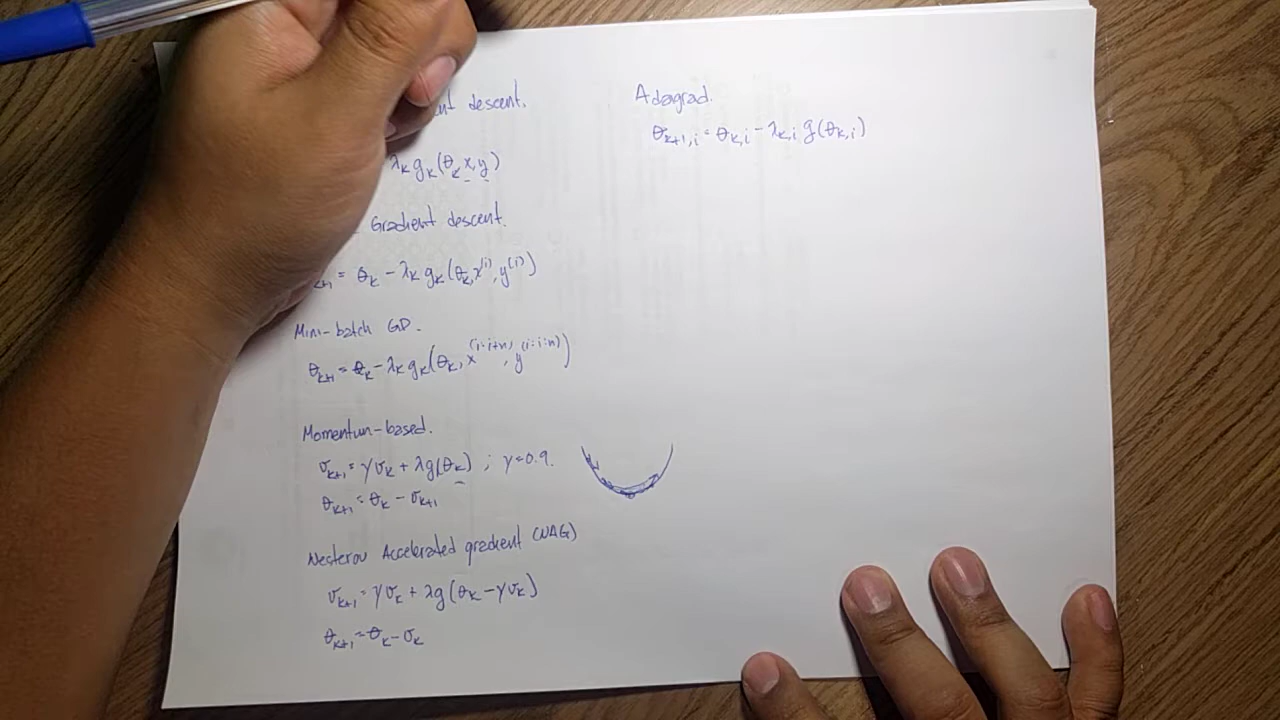 descent.
λₖ gₖ(θₖ x, y)
Gradient descent.
ₖ₊₁ = θₖ − λₖ gₖ(θₖ, x⁽ⁱ⁾, y⁽ⁱ⁾)
Mini-batch GD.
θₖ₊₁ = θₖ − λₖ gₖ(θₖ, x⁽ⁱ:ⁱ⁺ⁿ⁾, y⁽ⁱ:ⁱ:ⁿ⁾)
Momentum-based.
vₖ₊₁ = γvₖ + λg(θₖ) ; γ=0.9.
θₖ₊₁ = θₖ − vₖ₊₁
Nesterov Accelerated gradient (NAG)
vₖ₊₁ = γvₖ + λg(θₖ − γvₖ)
θₖ₊₁ = θₖ − vₖ
Adagrad.
θₖ₊₁,ᵢ = θₖ,ᵢ − λₖ,ᵢ g(θₖ,ᵢ)